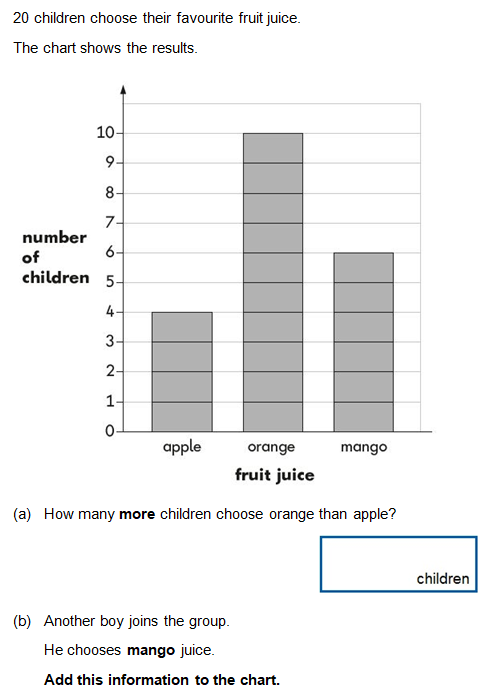 20 children choose their favourite fruit juice.
The chart shows the results.
10
9
8
7
number
of
children
6
5
4
3
2
1
0
apple orange mango
fruit juice
(a) How many more children choose orange than apple?
children
(b) Another boy joins the group.
He chooses mango juice.
Add this information to the chart.